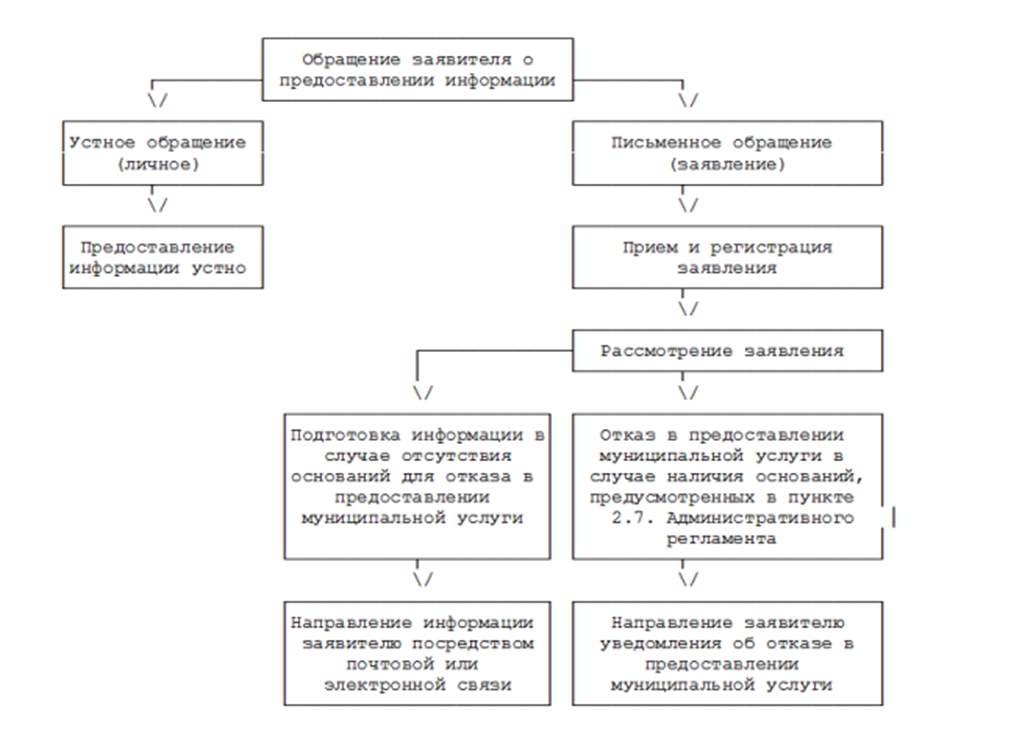 Обращение заявителя о
предоставлении информации
\/
\/
Устное обращение
(личное)
Письменное обращение
(заявление)
\/
\/
Предоставление
информации устно
Прием и регистрация
заявления
\/
Рассмотрение заявления
\/
\/
Подготовка информации в
случае отсутствия
оснований для отказа в
предоставлении
муниципальной услуги
Отказ в предоставлении
муниципальной услуги в
случае наличия оснований,
предусмотренных в пункте
2.7. Административного
регламента
\/
\/
Направление информации
заявителю посредством
почтовой или
электронной связи
Направление заявителю
уведомления об отказе в
предоставлении
муниципальной услуги